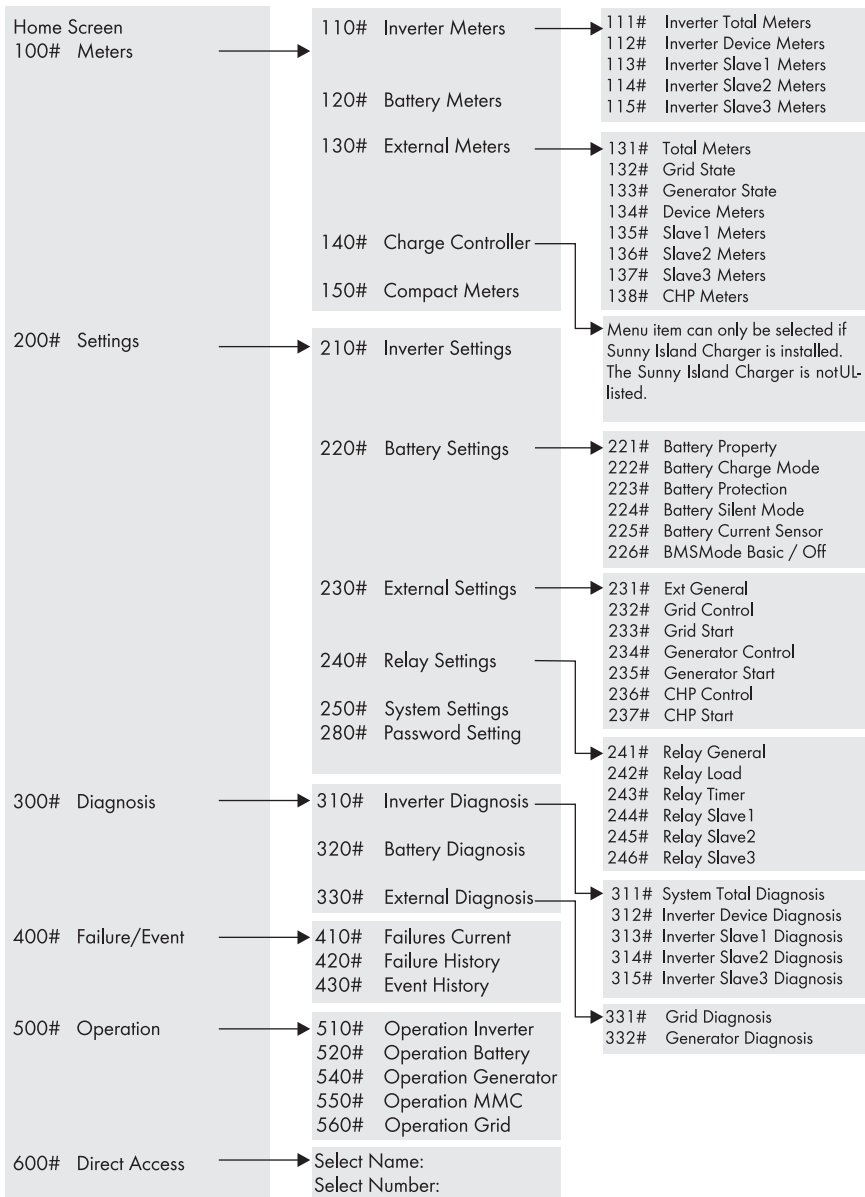 Home Screen
100# Meters
110# Inverter Meters
111# Inverter Total Meters
112# Inverter Device Meters
113# Inverter Slave1 Meters
114# Inverter Slave2 Meters
115# Inverter Slave3 Meters
120# Battery Meters
130# External Meters
131# Total Meters
132# Grid State
133# Generator State
134# Device Meters
135# Slave1 Meters
136# Slave2 Meters
137# Slave3 Meters
138# CHP Meters
140# Charge Controller
Menu item can only be selected if
Sunny Island Charger is installed.
The Sunny Island Charger is notUL-
listed.
150# Compact Meters
200# Settings
210# Inverter Settings
220# Battery Settings
221# Battery Property
222# Battery Charge Mode
223# Battery Protection
224# Battery Silent Mode
225# Battery Current Sensor
226# BMSMode Basic / Off
230# External Settings
231# Ext General
232# Grid Control
233# Grid Start
234# Generator Control
235# Generator Start
236# CHP Control
237# CHP Start
240# Relay Settings
241# Relay General
242# Relay Load
243# Relay Timer
244# Relay Slave1
245# Relay Slave2
246# Relay Slave3
250# System Settings
280# Password Setting
300# Diagnosis
310# Inverter Diagnosis
311# System Total Diagnosis
312# Inverter Device Diagnosis
313# Inverter Slave1 Diagnosis
314# Inverter Slave2 Diagnosis
315# Inverter Slave3 Diagnosis
320# Battery Diagnosis
330# External Diagnosis
331# Grid Diagnosis
332# Generator Diagnosis
400# Failure/Event
410# Failures Current
420# Failure History
430# Event History
500# Operation
510# Operation Inverter
520# Operation Battery
540# Operation Generator
550# Operation MMC
560# Operation Grid
600# Direct Access
Select Name:
Select Number: